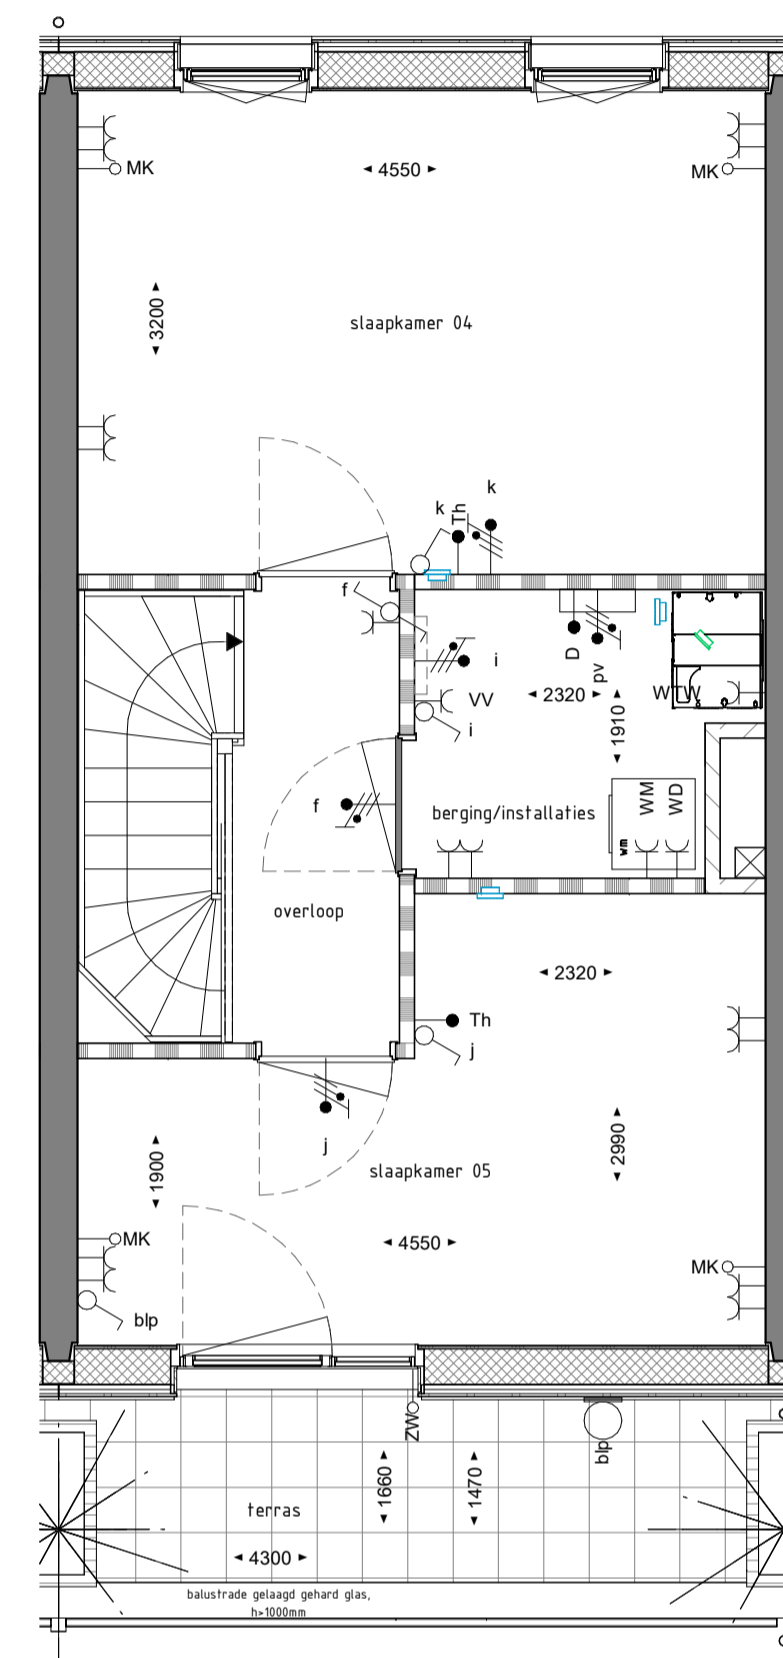 MK
4550
MK
3200
slaapkamer 04
k
k
Th
f
i
D
pv
VV
2320
WTW
i
1910
f
berging/installaties
wm
WM
WD
overloop
2320
Th
j
j
2990
1900
slaapkamer 05
MK
4550
MK
blp
ZW
blp
1660
1470
terras
4300
balustrade gelaagd gehard glas,
h>1000mm